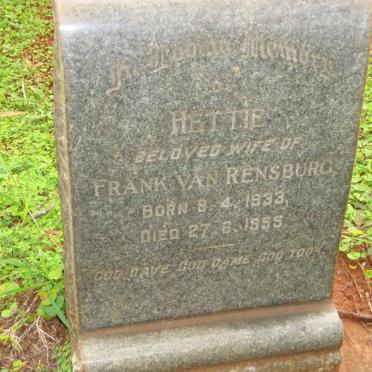 In Loving Memory
of
HETTIE
BELOVED WIFE OF
FRANK VAN RENSBURG,
BORN 8. 4. 1933,
DIED 27. 6. 1955.
GOD GAVE GOD CAME GOD TOOK.